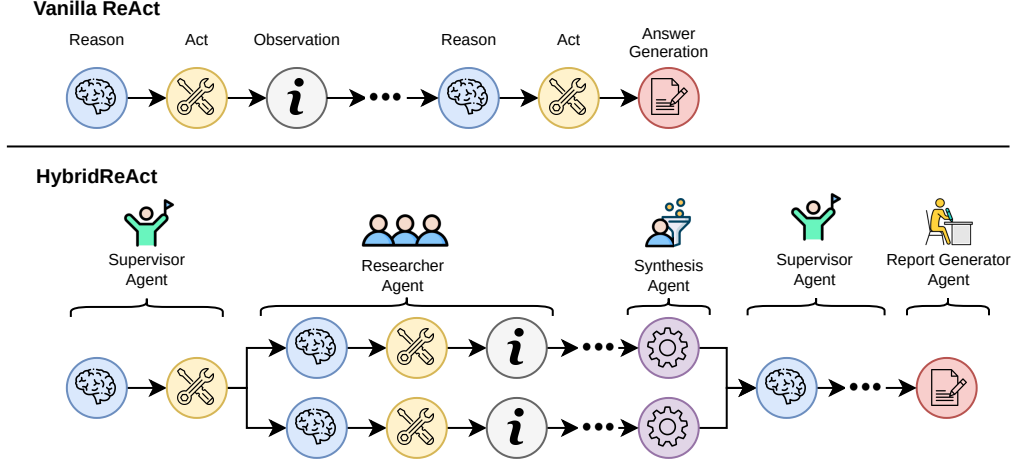 Vanilla ReAct
Reason
Act
Observation
Reason
Act
Answer
Generation
HybridReAct
Supervisor
Agent
Researcher
Agent
Synthesis
Agent
Supervisor
Agent
Report Generator
Agent